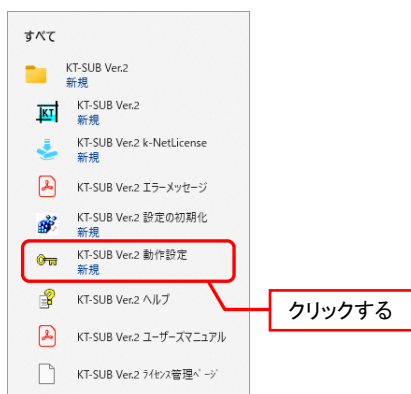 すべて
KT-SUB Ver.2
新規
KT
KT-SUB Ver.2
新規
KT-SUB Ver.2 k-NetLicense
新規
KT-SUB Ver.2 エラーメッセージ
KT-SUB Ver.2 設定の初期化
新規
KT-SUB Ver.2 動作設定
新規
KT-SUB Ver.2 ヘルプ
クリックする
KT-SUB Ver.2 ユーザーズマニュアル
KT-SUB Ver.2 ライセンス管理ページ